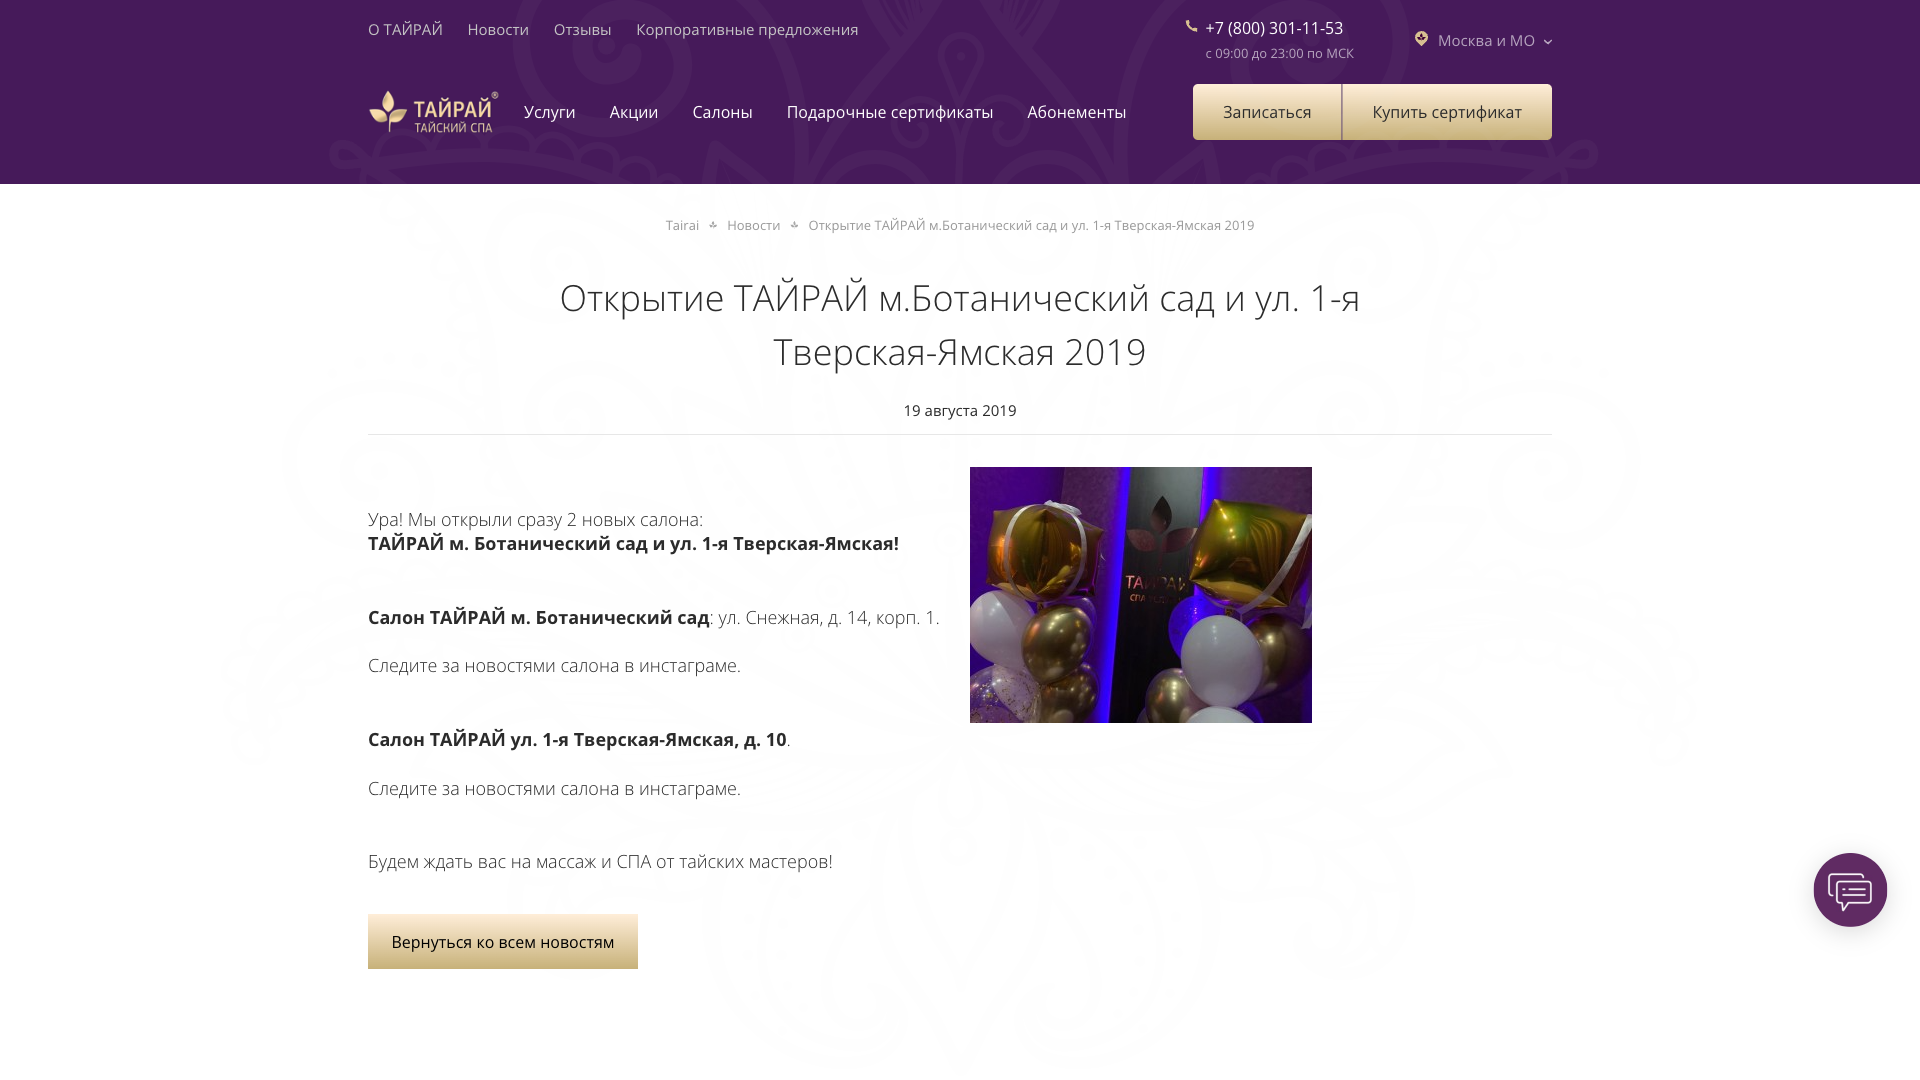 О ТАЙРАЙ Новости Отзывы Корпоративные предложения
+7 (800) 301-11-53
с 09:00 до 23:00 по МСК
Москва и МО
ТАЙРАЙ®
ТАЙСКИЙ СПА
Услуги Акции Салоны Подарочные сертификаты Абонементы
Записаться Купить сертификат
Tairai Новости Открытие ТАЙРАЙ м.Ботанический сад и ул. 1-я Тверская-Ямская 2019
Открытие ТАЙРАЙ м.Ботанический сад и ул. 1-я
Тверская-Ямская 2019
19 августа 2019
Ура! Мы открыли сразу 2 новых салона:
ТАЙРАЙ м. Ботанический сад и ул. 1-я Тверская-Ямская!
Салон ТАЙРАЙ м. Ботанический сад: ул. Снежная, д. 14, корп. 1.
Следите за новостями салона в инстаграме.
Салон ТАЙРАЙ ул. 1-я Тверская-Ямская, д. 10.
Следите за новостями салона в инстаграме.
Будем ждать вас на массаж и СПА от тайских мастеров!
ТАЙРАЙ
Вернуться ко всем новостям